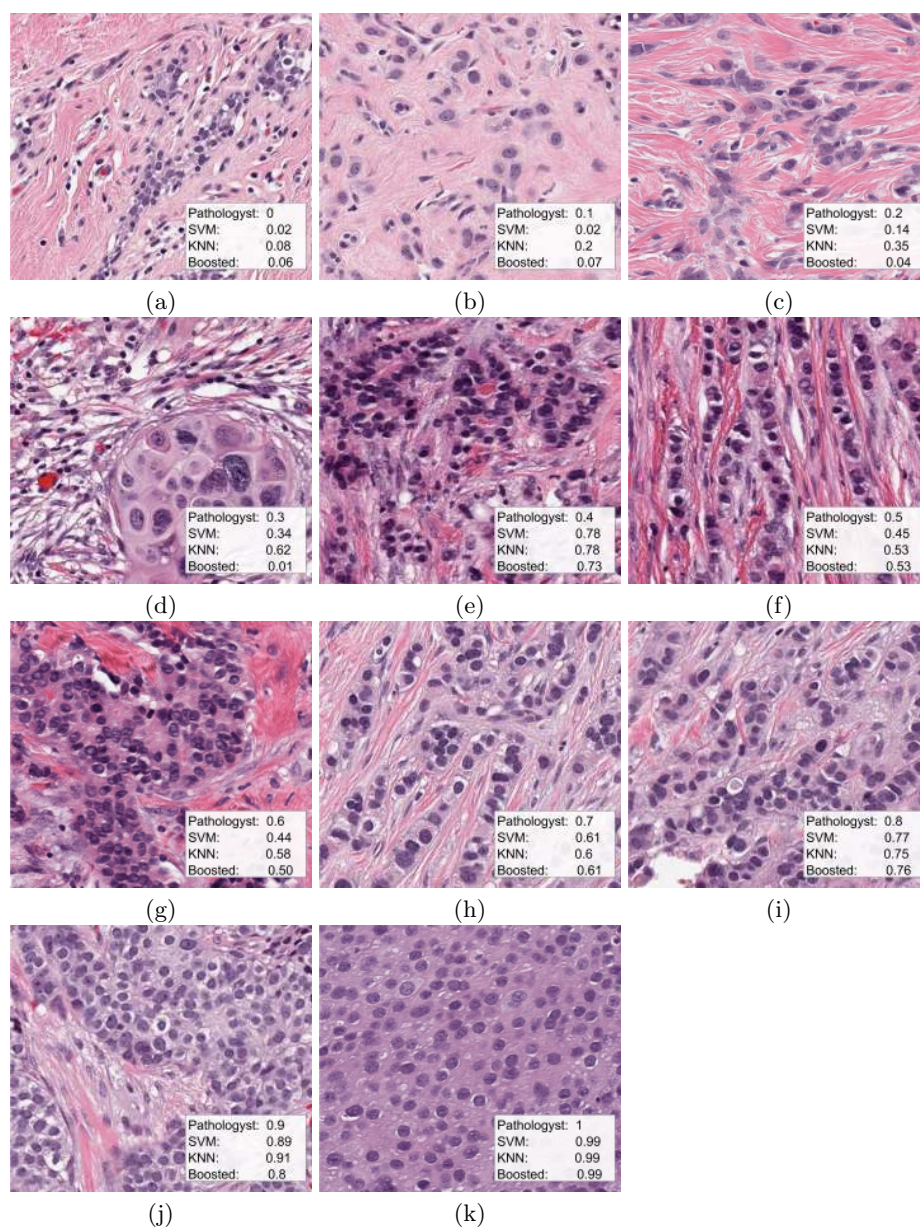 Pathologyst: 0
SVM: 0.02
KNN: 0.08
Boosted: 0.06
(a)
Pathologyst: 0.1
SVM: 0.02
KNN: 0.2
Boosted: 0.07
(b)
Pathologyst: 0.2
SVM: 0.14
KNN: 0.35
Boosted: 0.04
(c)
Pathologyst: 0.3
SVM: 0.34
KNN: 0.62
Boosted: 0.01
(d)
Pathologyst: 0.4
SVM: 0.78
KNN: 0.78
Boosted: 0.73
(e)
Pathologyst: 0.5
SVM: 0.45
KNN: 0.53
Boosted: 0.53
(f)
Pathologyst: 0.6
SVM: 0.44
KNN: 0.58
Boosted: 0.50
(g)
Pathologyst: 0.7
SVM: 0.61
KNN: 0.6
Boosted: 0.61
(h)
Pathologyst: 0.8
SVM: 0.77
KNN: 0.75
Boosted: 0.76
(i)
Pathologyst: 0.9
SVM: 0.89
KNN: 0.91
Boosted: 0.8
(j)
Pathologyst: 1
SVM: 0.99
KNN: 0.99
Boosted: 0.99
(k)